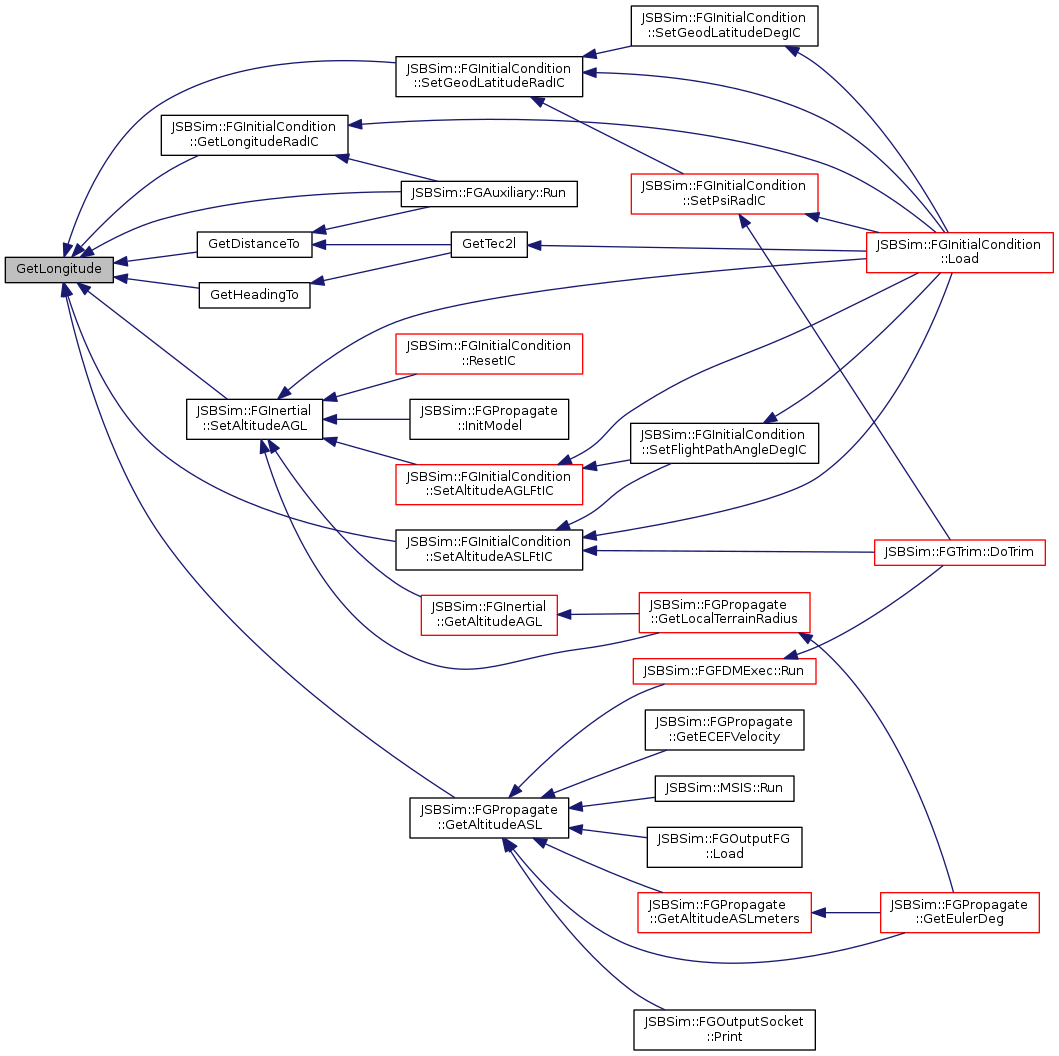 JSBSim::FGInitialCondition
::SetGeodLatitudeDegIC
JSBSim::FGInitialCondition
::SetGeodLatitudeRadIC
JSBSim::FGInitialCondition
::GetLongitudeRadIC
JSBSim::FGAuxiliary::Run
JSBSim::FGInitialCondition
::SetPsiRadIC
GetDistanceTo
GetTec2l
JSBSim::FGInitialCondition
::Load
GetLongitude
GetHeadingTo
JSBSim::FGInitialCondition
::ResetIC
JSBSim::FGInertial
::SetAltitudeAGL
JSBSim::FGPropagate
::InitModel
JSBSim::FGInitialCondition
::SetFlightPathAngleDegIC
JSBSim::FGInitialCondition
::SetAltitudeAGLFtIC
JSBSim::FGInitialCondition
::SetAltitudeASLFtIC
JSBSim::FGTrim::DoTrim
JSBSim::FGInertial
::GetAltitudeAGL
JSBSim::FGPropagate
::GetLocalTerrainRadius
JSBSim::FGFDMExec::Run
JSBSim::FGPropagate
::GetECEFVelocity
JSBSim::MSIS::Run
JSBSim::FGPropagate
::GetAltitudeASL
JSBSim::FGOutputFG
::Load
JSBSim::FGPropagate
::GetAltitudeASLmeters
JSBSim::FGPropagate
::GetEulerDeg
JSBSim::FGOutputSocket
::Print